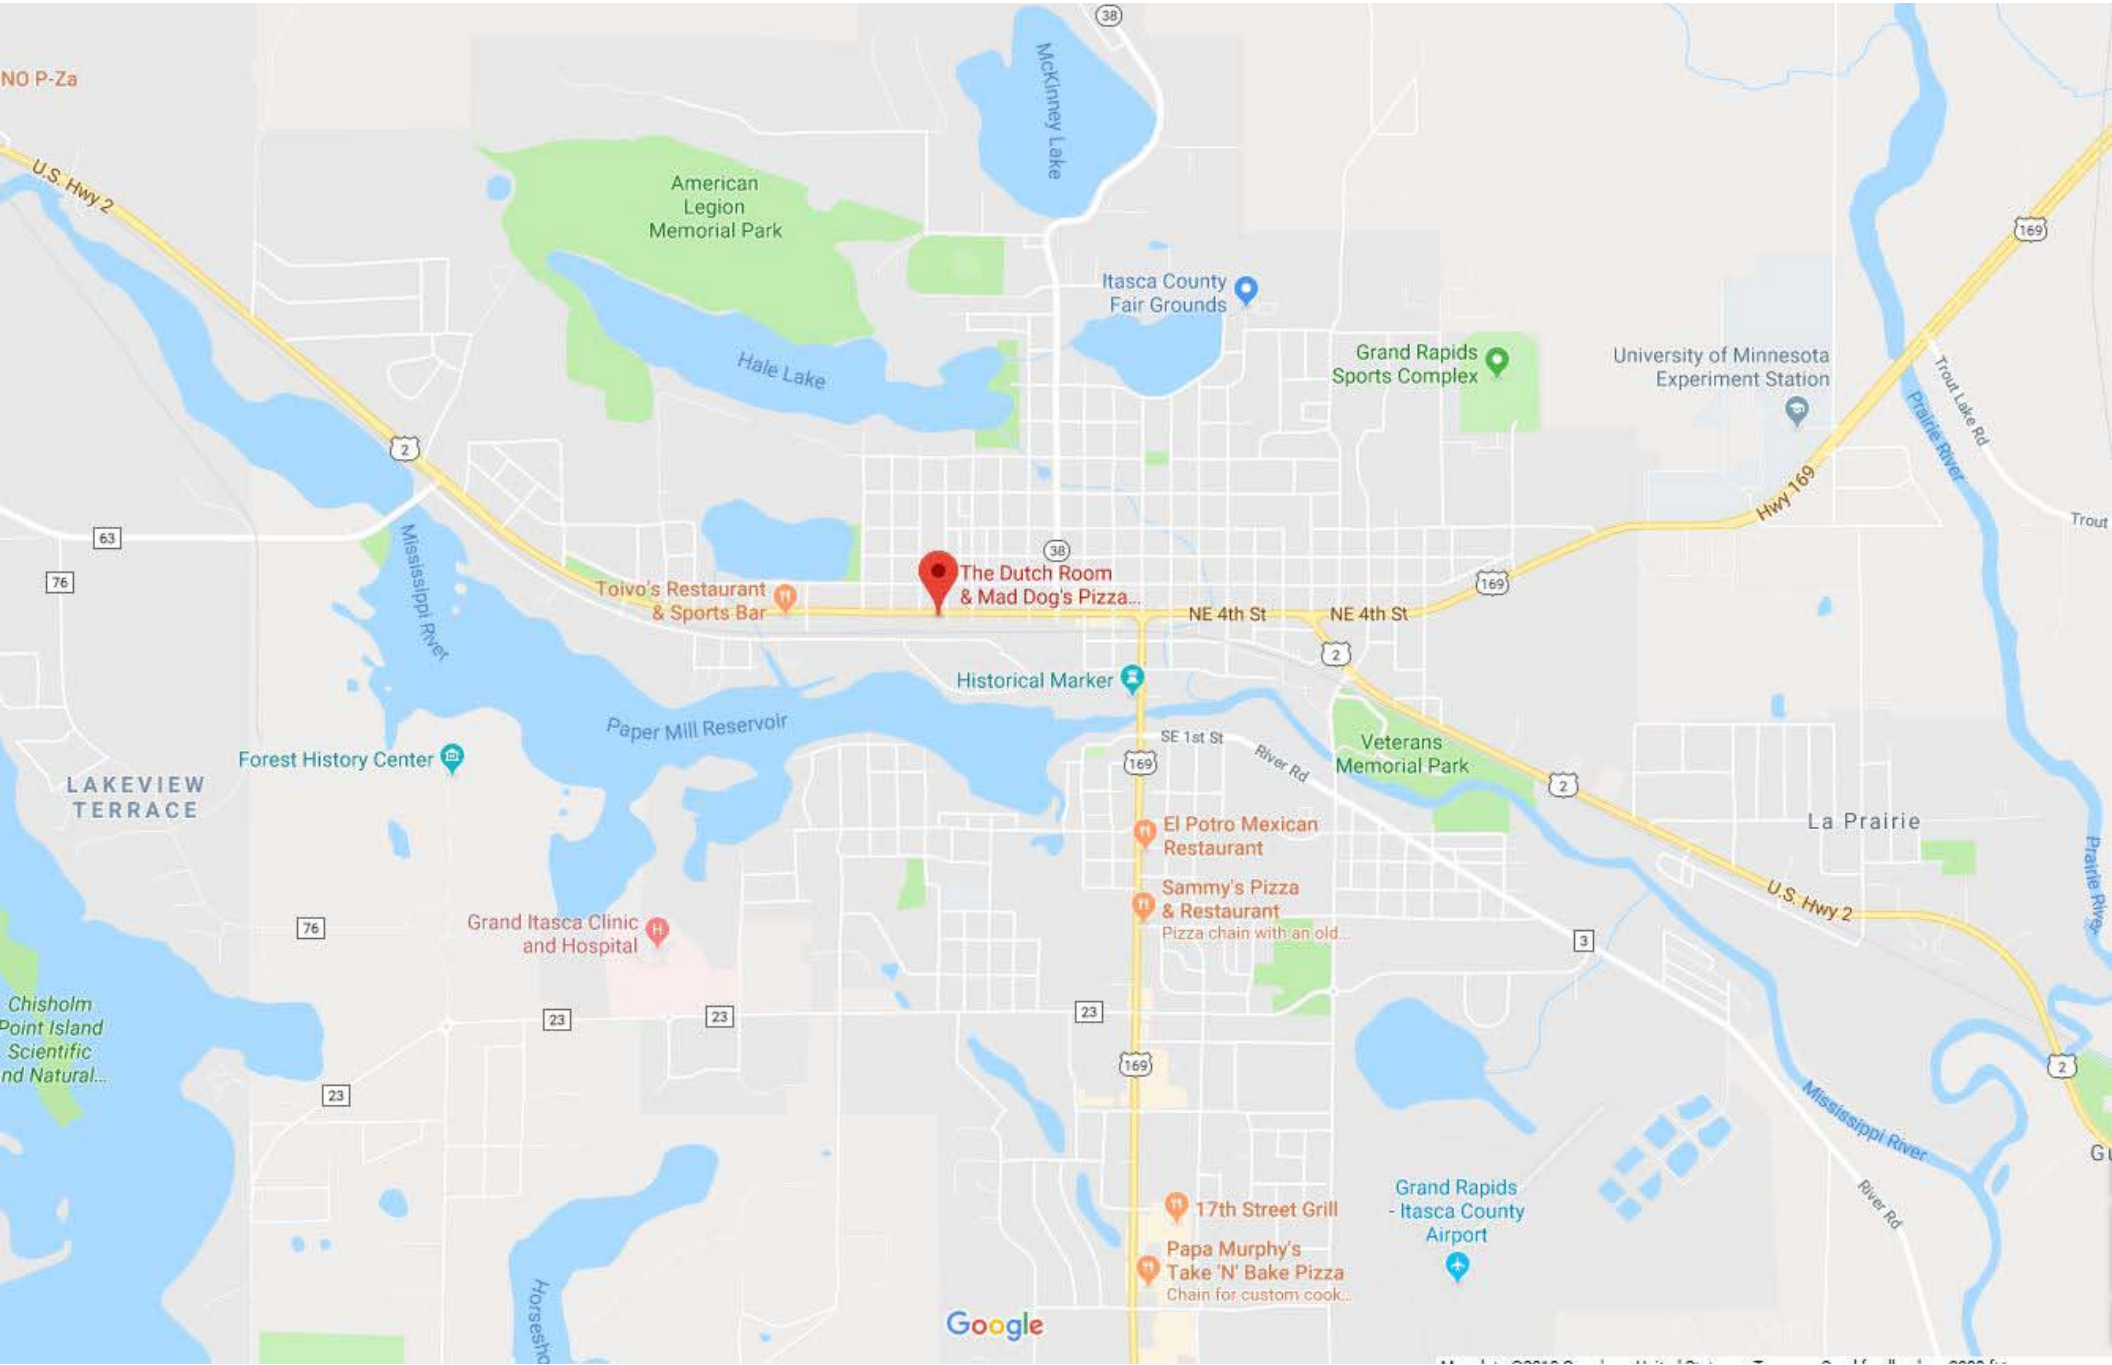 38
NO P-Za
McKinney Lake
U.S. Hwy 2
American
Legion
Memorial Park
169
Itasca County
Fair Grounds
Hale Lake
Grand Rapids
Sports Complex
University of Minnesota
Experiment Station
Trout Lake Rd
Prairie River
2
Hwy 169
Trout
63
Mississippi River
38
76
Toivo's Restaurant
& Sports Bar
The Dutch Room
& Mad Dog's Pizza...
169
NE 4th St
NE 4th St
2
Historical Marker
Paper Mill Reservoir
SE 1st St
River Rd
Veterans
Memorial Park
Forest History Center
169
2
LAKEVIEW
TERRACE
El Potro Mexican
Restaurant
La Prairie
Prairie River
Sammy's Pizza
& Restaurant
Pizza chain with an old...
U.S. Hwy 2
76
Grand Itasca Clinic
and Hospital
3
Chisholm
Point Island
Scientific
nd Natural...
23
23
23
169
2
23
Mississippi River
Gu
17th Street Grill
Grand Rapids
- Itasca County
Airport
River Rd
Papa Murphy's
Take 'N' Bake Pizza
Chain for custom cook...
Horsesho
Google